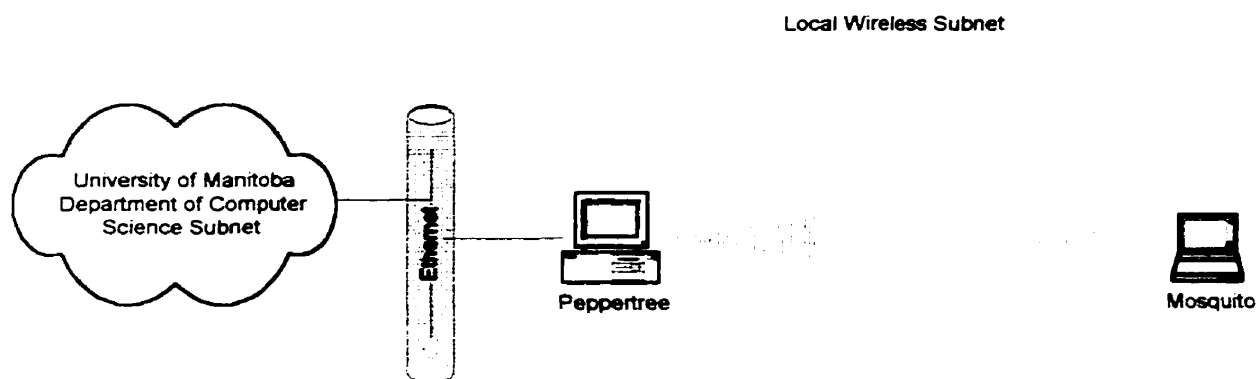 Local Wireless Subnet
University of Manitoba
Department of Computer
Science Subnet
Ethernet
Peppertree
Mosquito